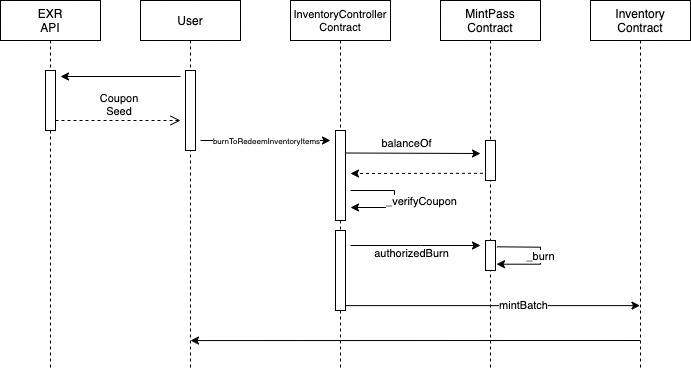 EXR
API
User
InventoryController
Contract
MintPass
Contract
Inventory
Contract
Coupon
Seed
burnToRedeemInventoryItems
balanceOf
_verifyCoupon
authorizedBurn
_burn
mintBatch